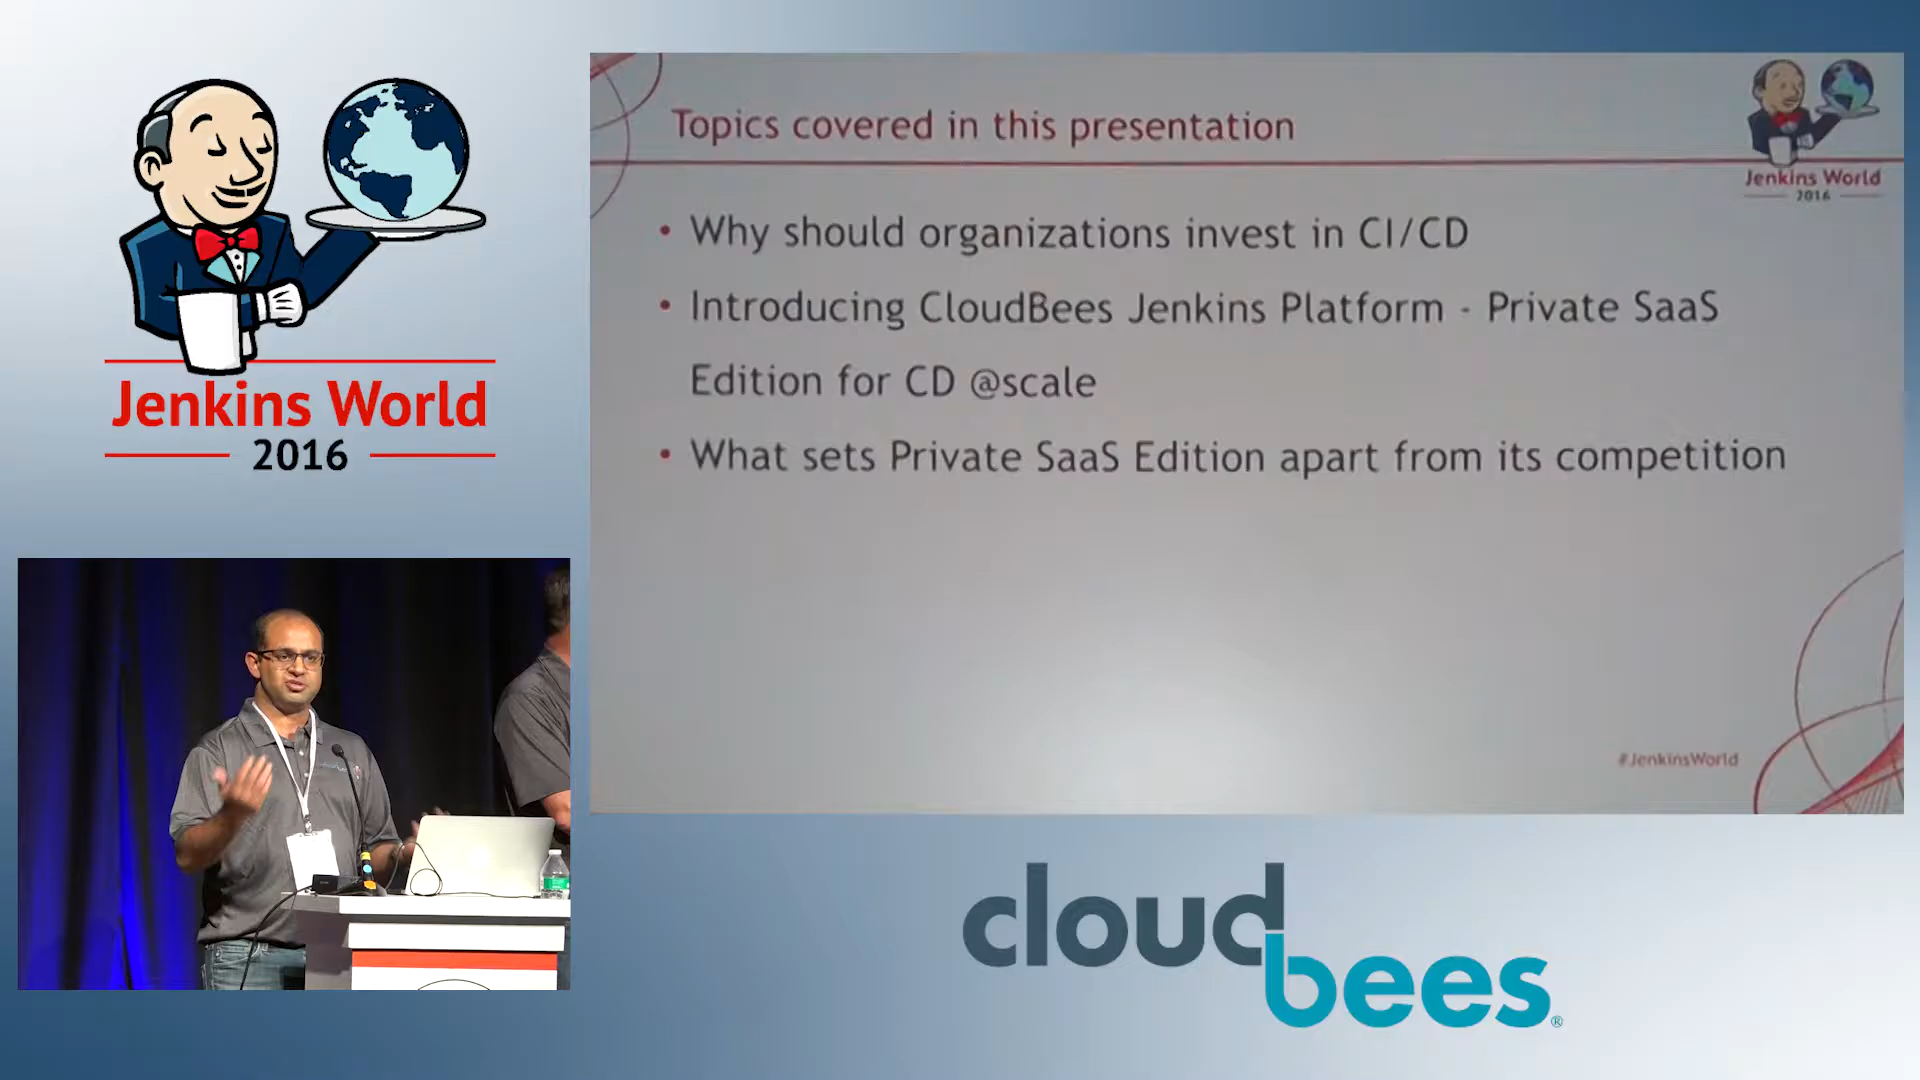 Jenkins World
2016
Topics covered in this presentation
Jenkins World
2016
• Why should organizations invest in CI/CD
• Introducing CloudBees Jenkins Platform - Private SaaS
Edition for CD @scale
• What sets Private SaaS Edition apart from its competition
#JenkinsWorld
cloud
bees®